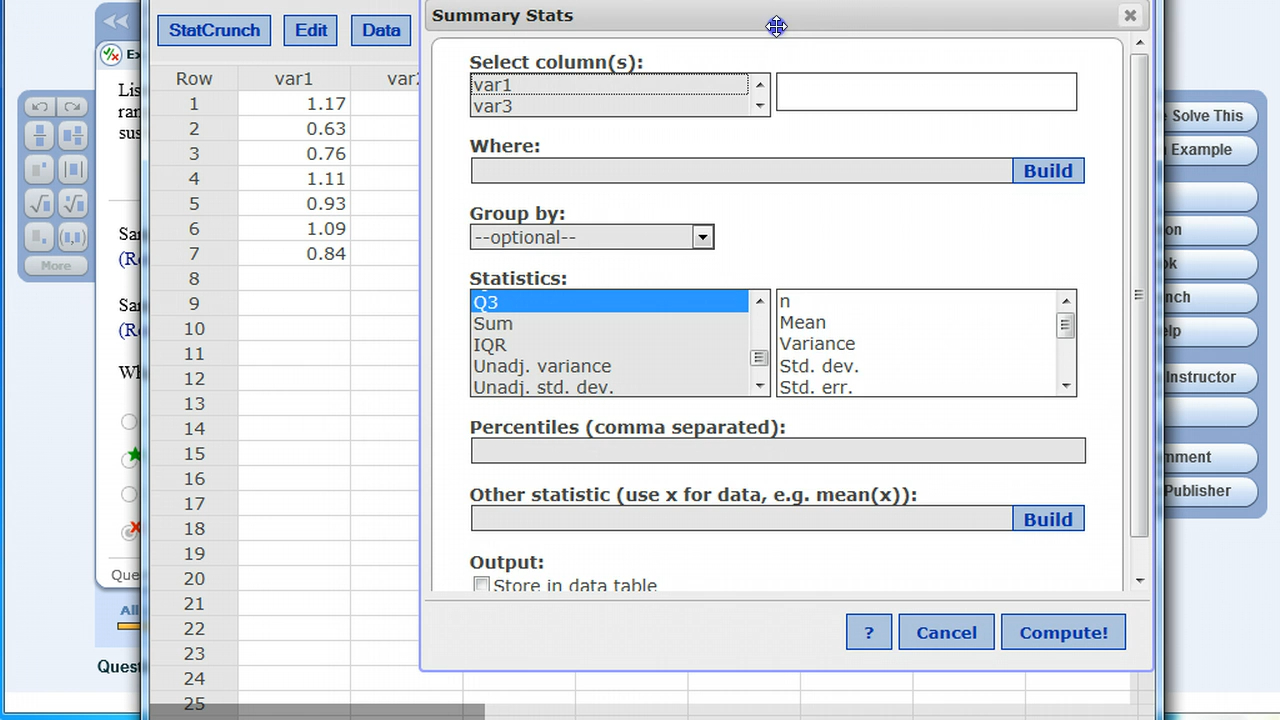 StatCrunch Edit Data
Summary Stats
Row var1
1 1.17
2 0.63
3 0.76
4 1.11
5 0.93
6 1.09
7 0.84
8
9
10
11
12
13
14
15
16
17
18
19
20
21
22
23
24
25
Select column(s):
var1
var3
Where:
Build
Group by:
--optional--
Statistics:
Q3
Sum
IQR
Unadj. variance
Unadj. std. dev.
n
Mean
Variance
Std. dev.
Std. err.
Percentiles (comma separated):
Other statistic (use x for data, e.g. mean(x)):
Build
Output:
Store in data table
? Cancel Compute!
More
All
Solve This
Example
Instructor
Publisher